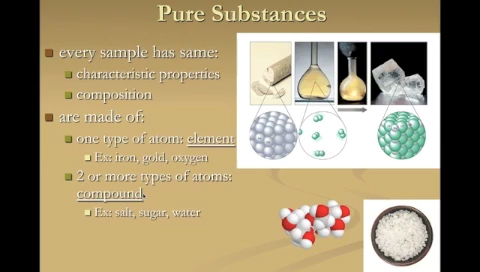 Pure Substances
every sample has same:
characteristic properties
composition
are made of:
one type of atom: element
Ex: iron, gold, oxygen
2 or more types of atoms:
compound.
Ex: salt, sugar, water